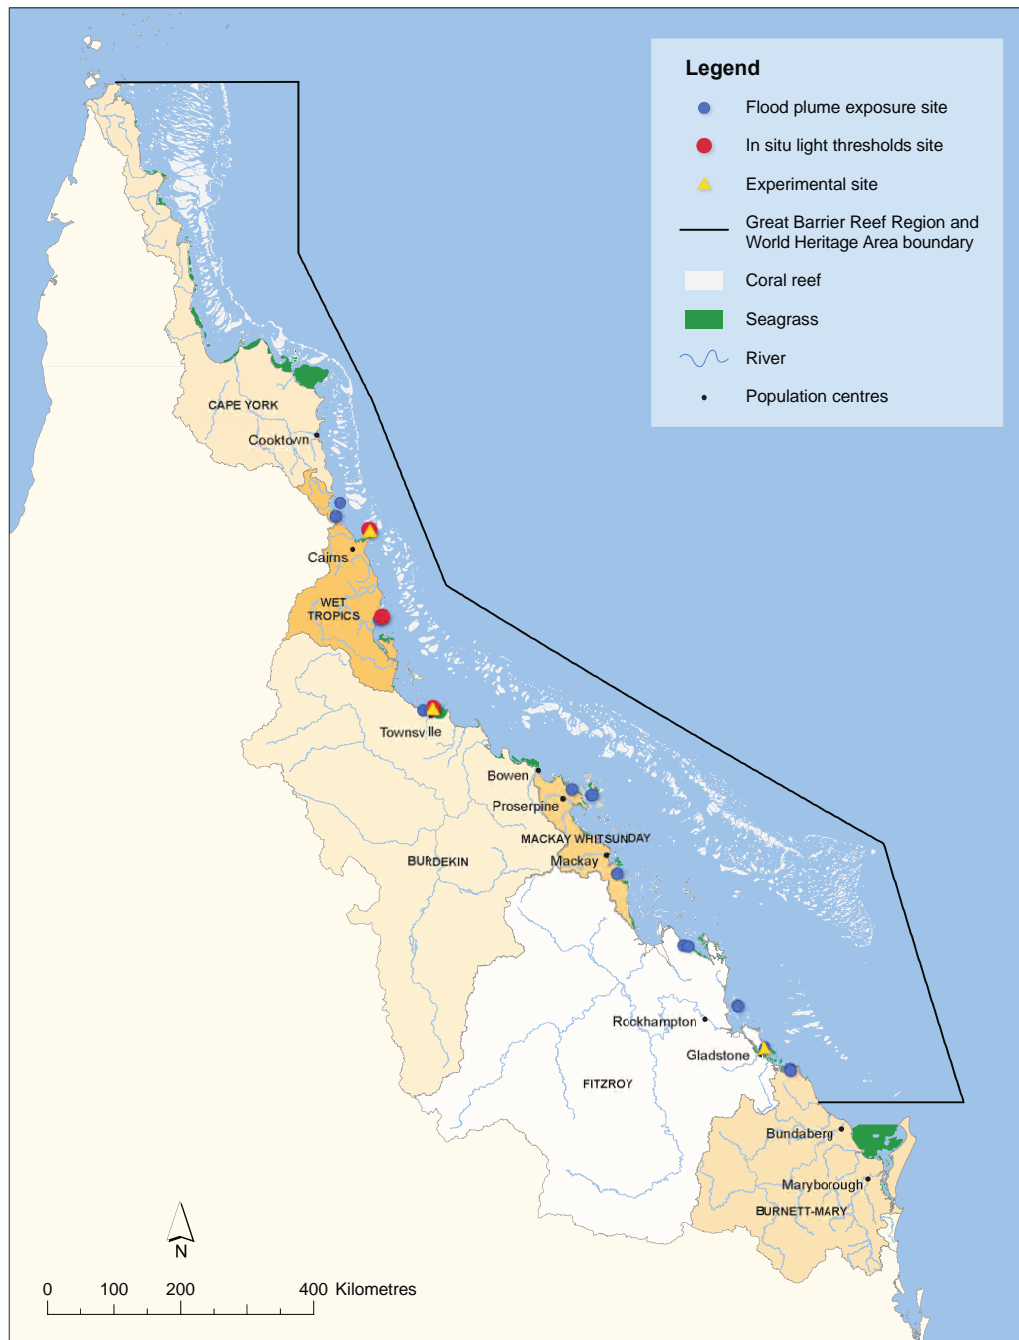 Legend
Flood plume exposure site
In situ light thresholds site
Experimental site
Great Barrier Reef Region and
World Heritage Area boundary
Coral reef
Seagrass
River
Population centres
CAPE YORK
Cooktown
Cairns
WET
TROPICS
Townsville
Bowen
Proserpine
MACKAY WHITSUNDAY
Mackay
BURDEKIN
Rockhampton
Gladstone
FITZROY
Bundaberg
Maryborough
BURNETT-MARY
N
0 100 200 400 Kilometres